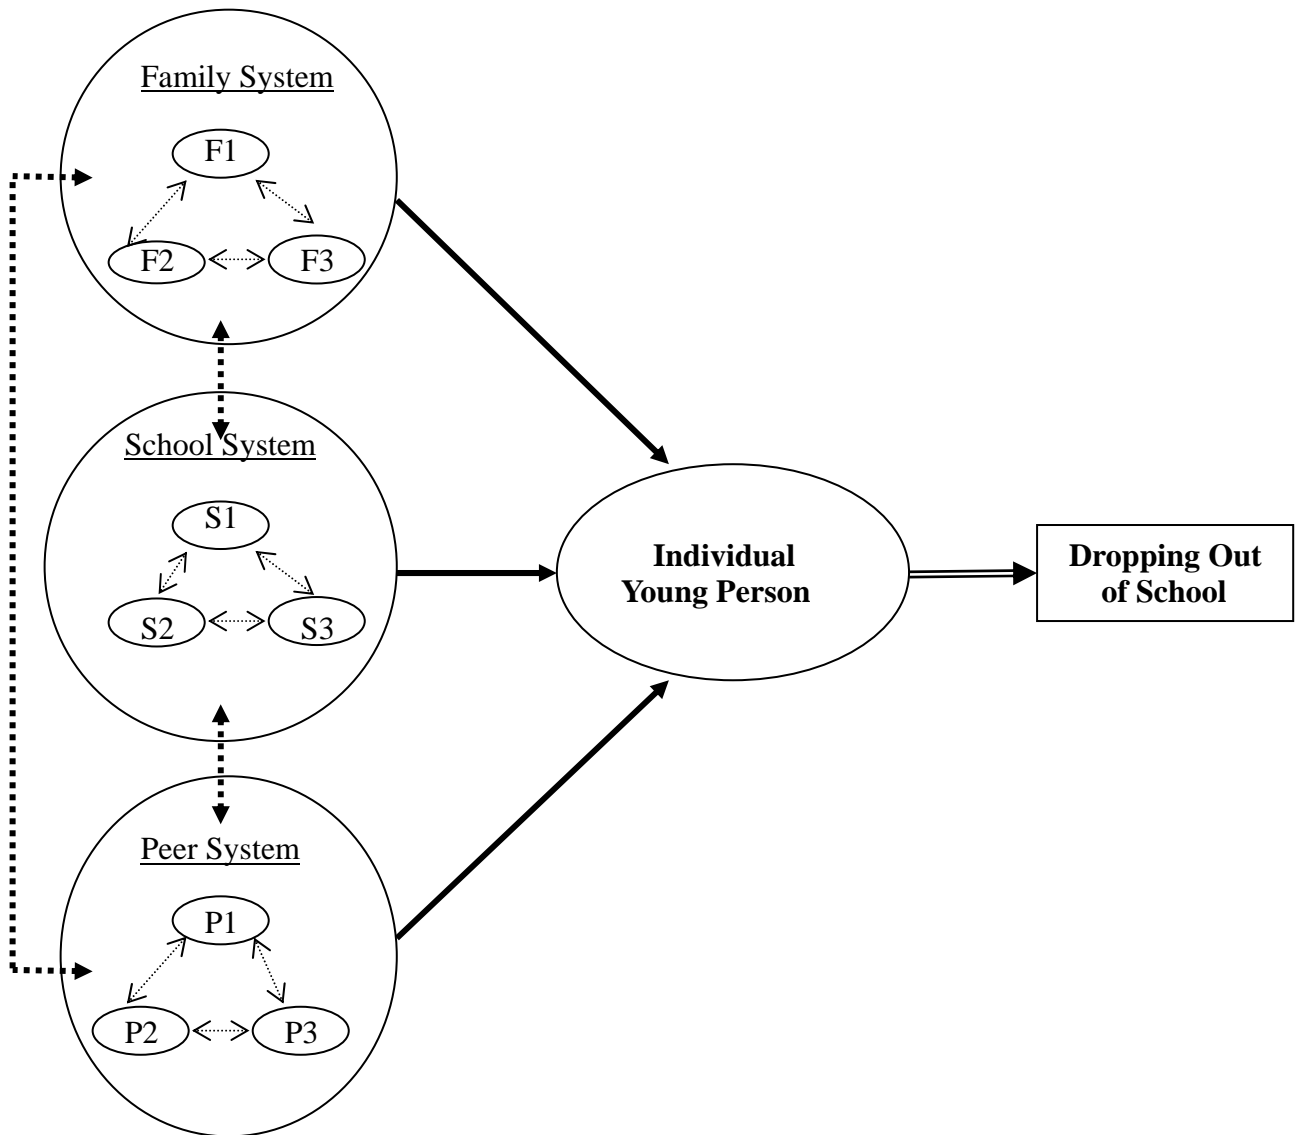 Family System
F1
F2
F3
School System
S1
S2
S3
Individual
Young Person
Dropping Out
of School
Peer System
P1
P2
P3